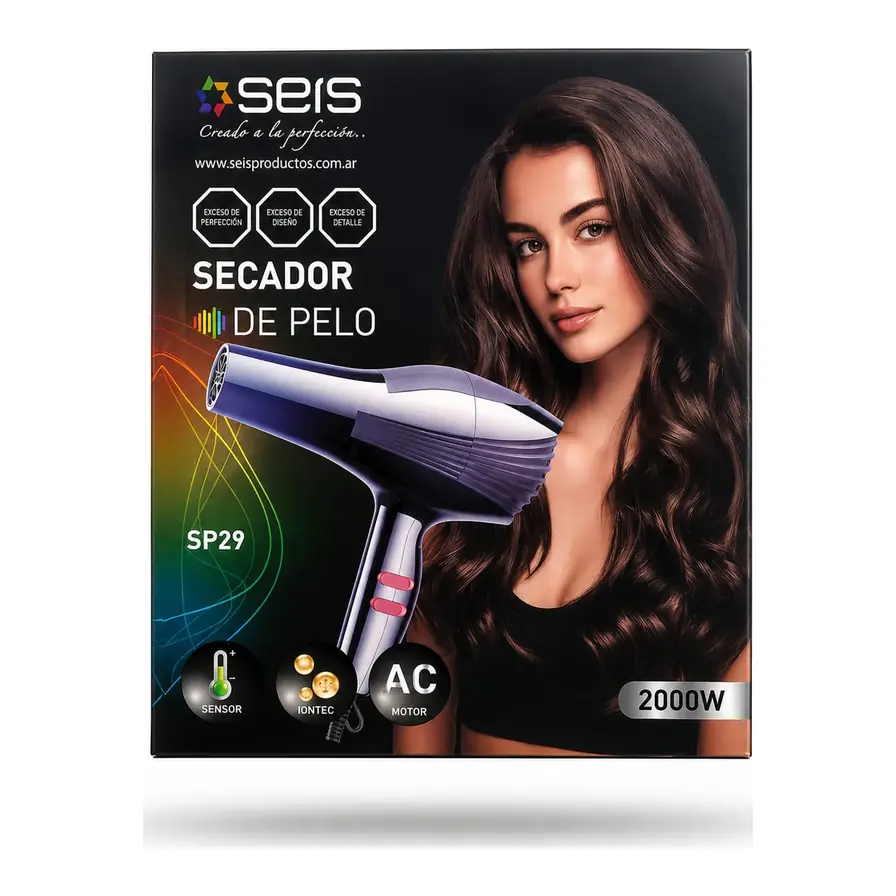 seis
Creado a la perfección..
www.seisproductos.com.ar
EXCESO DE
PERFECCIÓN
EXCESO DE
DISEÑO
EXCESO DE
DETALLE
SECADOR
DE PELO
SP29
+
-
SENSOR
IONTEC
AC
MOTOR
2000W